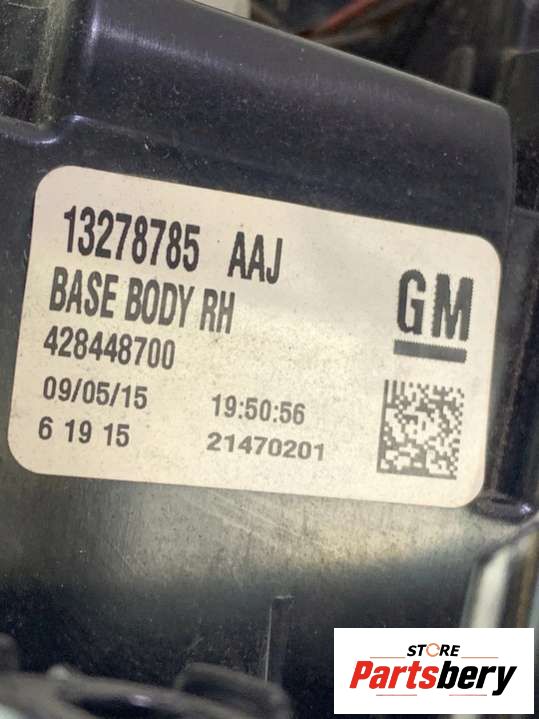 13278785 AAJ
BASE BODY RH
GM
428448700
09/05/15 19:50:56
6 19 15 21470201
STORE
Partsbery